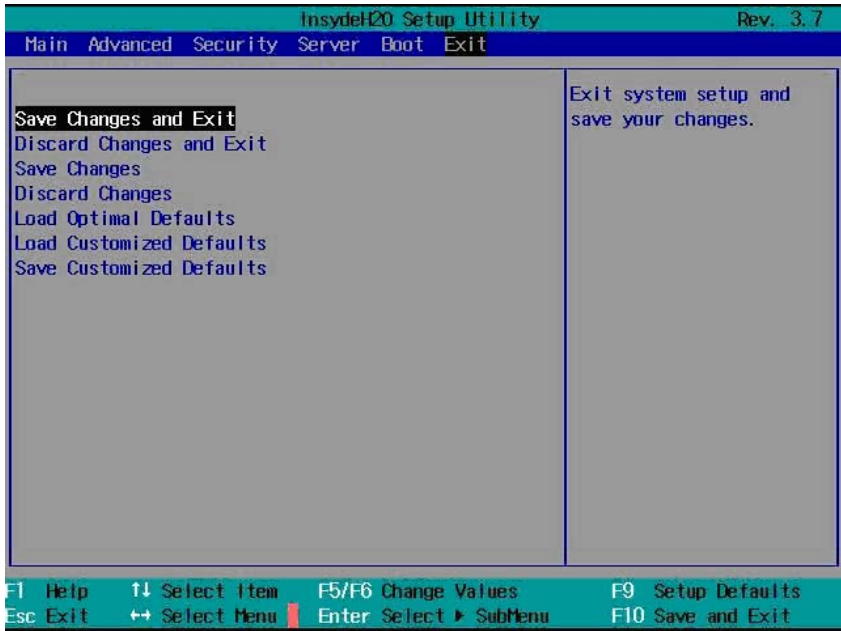 InsydeH20 Setup Utility Rev. 3.7
Main Advanced Security Server Boot Exit
Save Changes and Exit
Discard Changes and Exit
Save Changes
Discard Changes
Load Optimal Defaults
Load Customized Defaults
Save Customized Defaults
Exit system setup and
save your changes.
F1 Help ↑↓ Select Item F5/F6 Change Values F9 Setup Defaults
Esc Exit ↔ Select Menu Enter Select ▶ SubMenu F10 Save and Exit